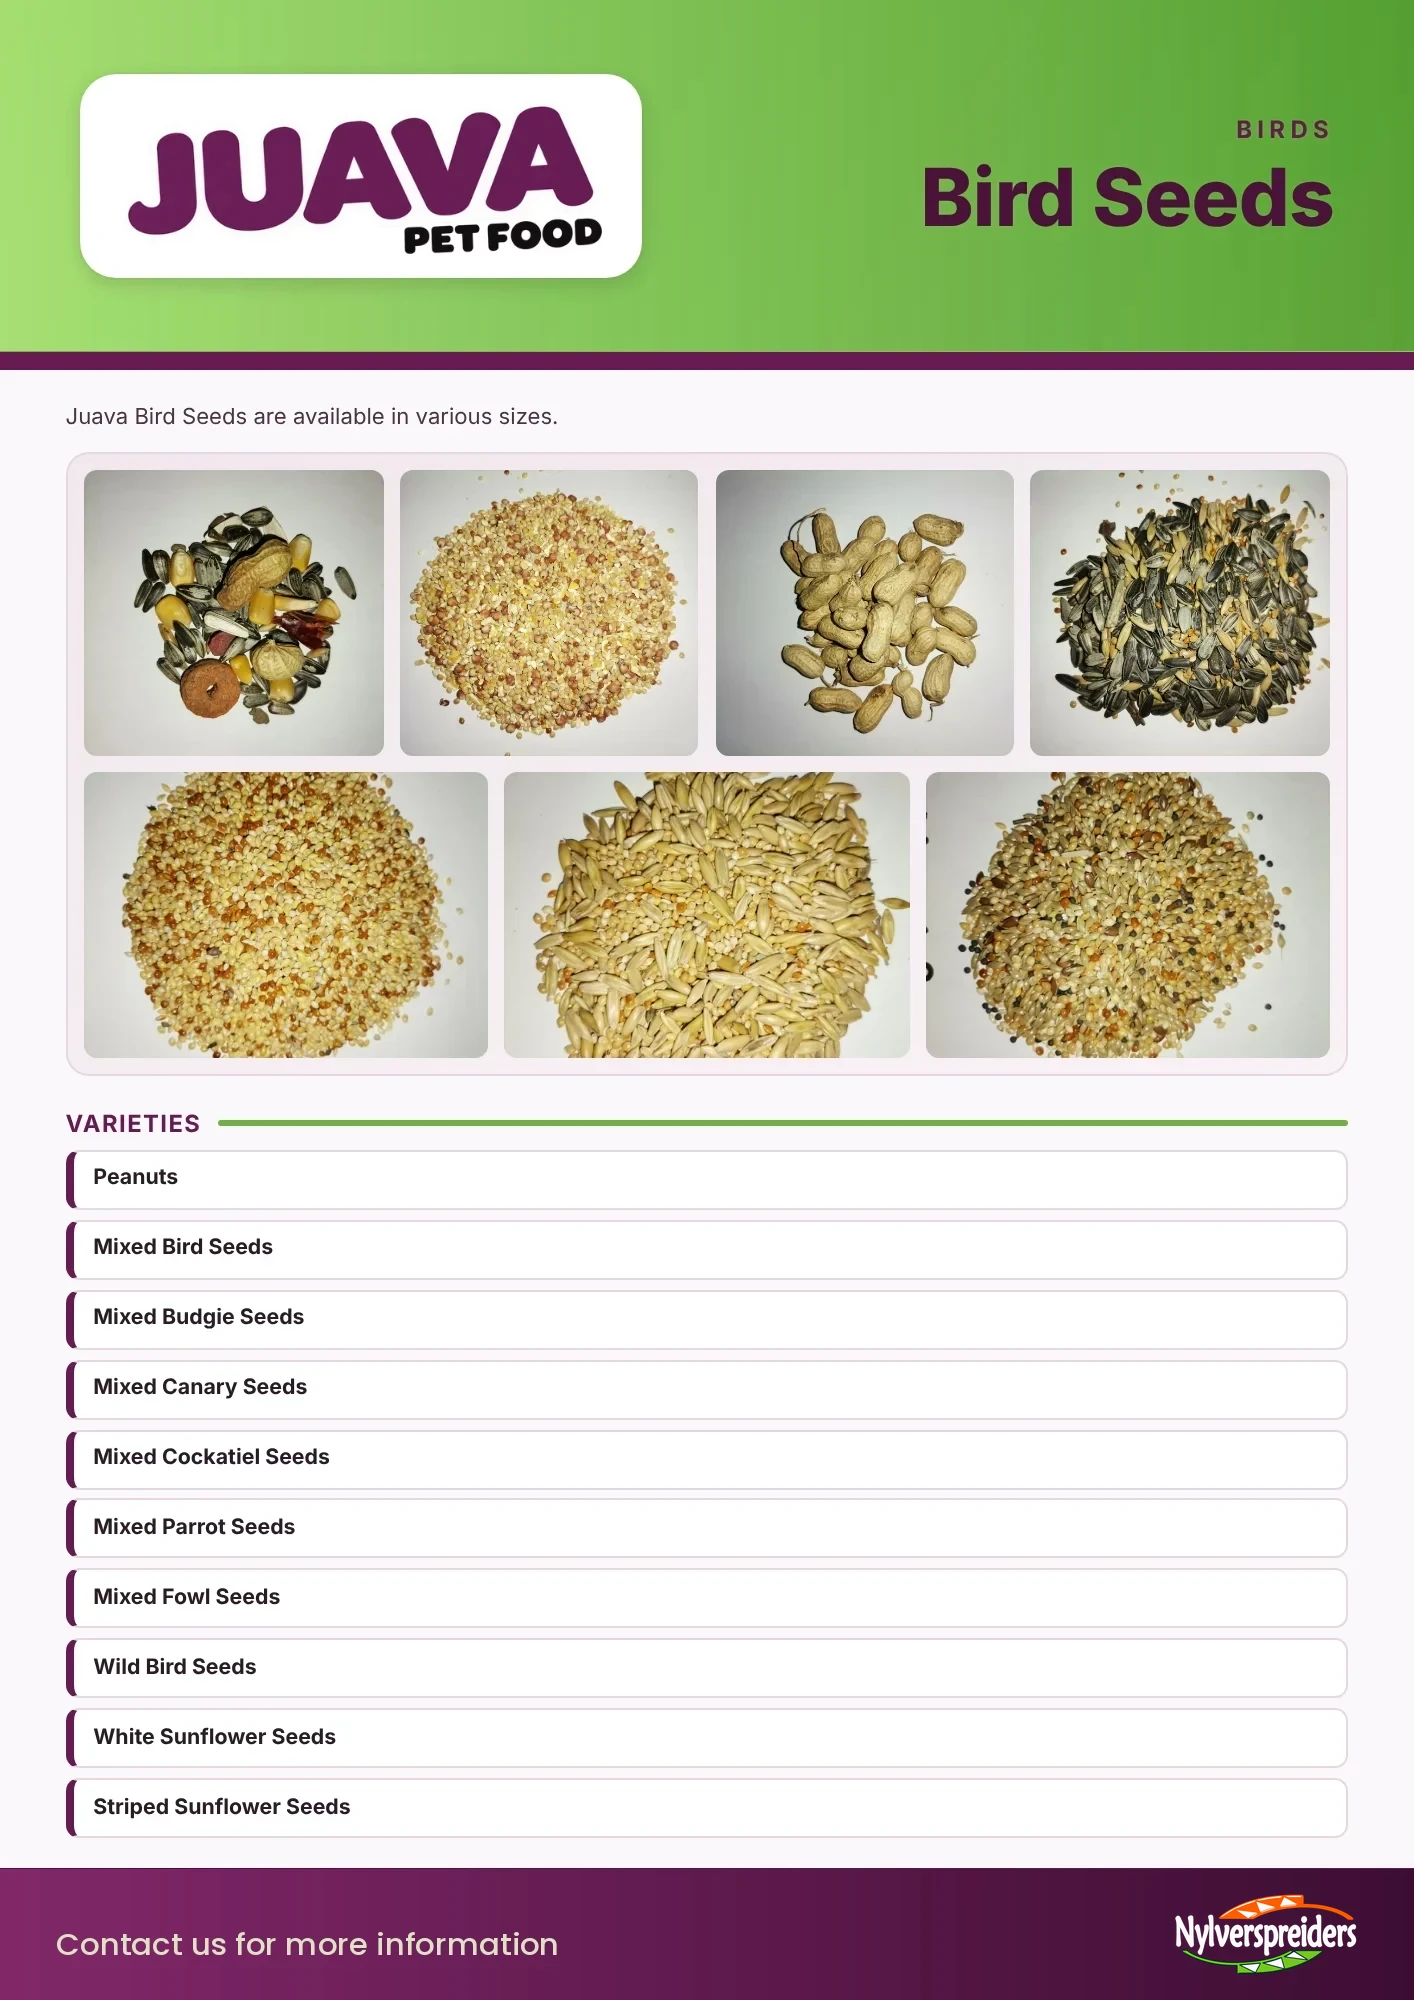 JUAVA
PET FOOD
BIRDS
Bird Seeds
Juava Bird Seeds are available in various sizes.
VARIETIES
Peanuts
Mixed Bird Seeds
Mixed Budgie Seeds
Mixed Canary Seeds
Mixed Cockatiel Seeds
Mixed Parrot Seeds
Mixed Fowl Seeds
Wild Bird Seeds
White Sunflower Seeds
Striped Sunflower Seeds
Contact us for more information
Nylverspreiders